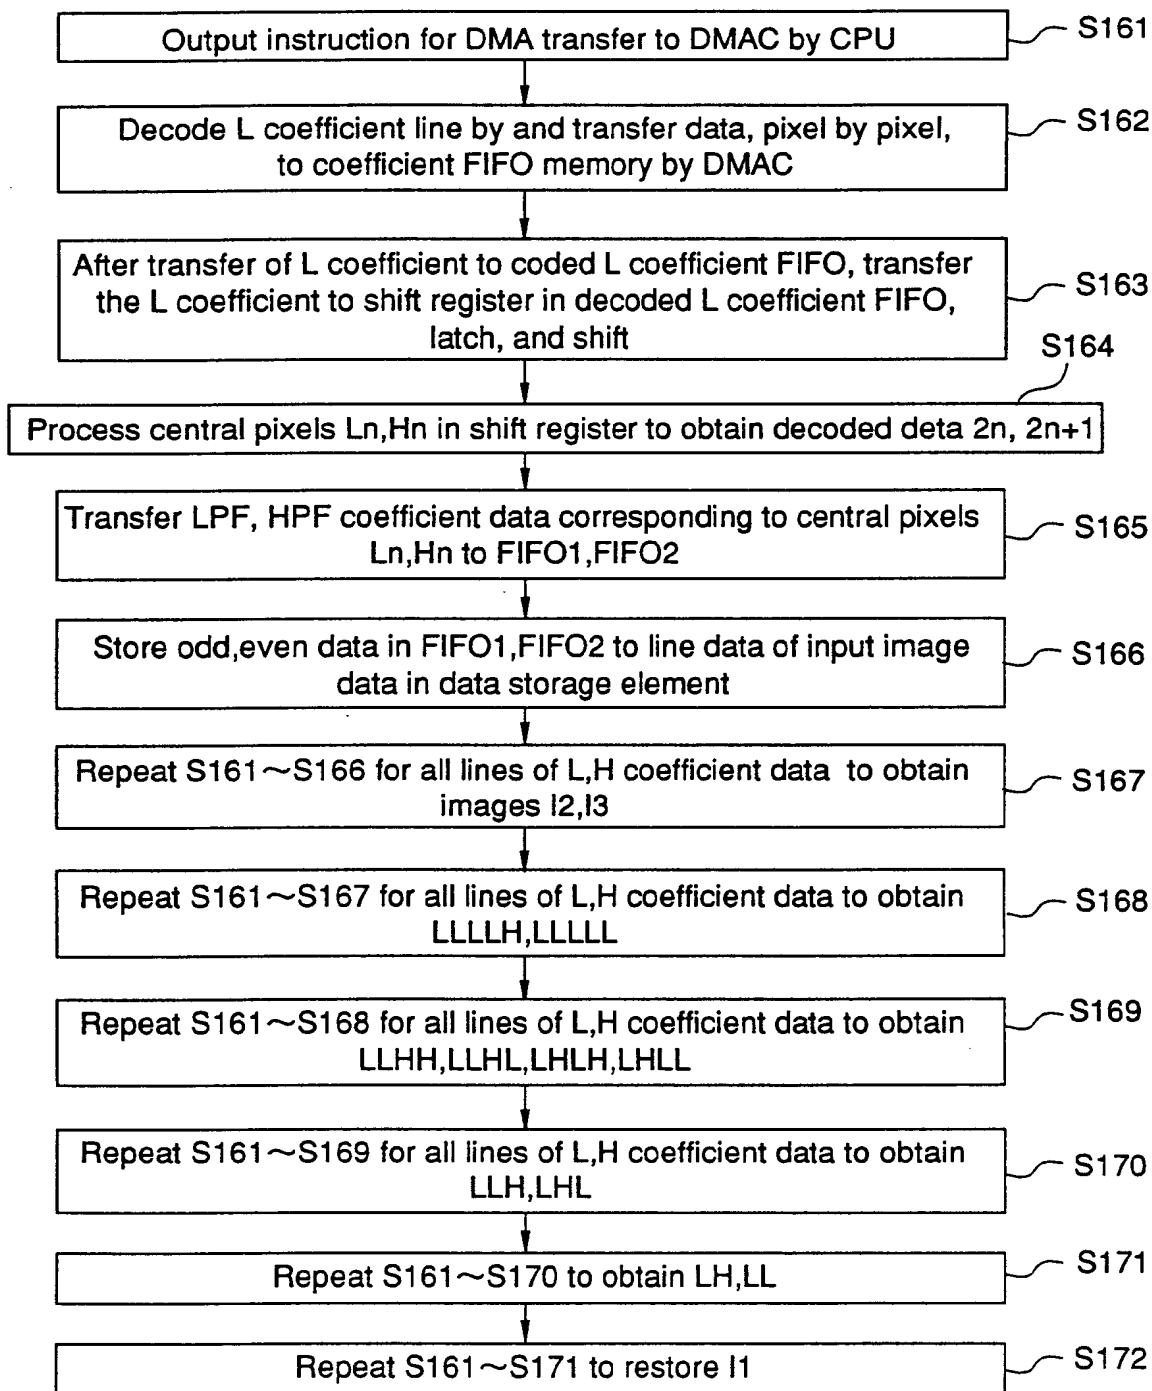 Output instruction for DMA transfer to DMAC by CPU
S161
Decode L coefficient line by and transfer data, pixel by pixel,
to coefficient FIFO memory by DMAC
S162
After transfer of L coefficient to coded L coefficient FIFO, transfer
the L coefficient to shift register in decoded L coefficient FIFO,
latch, and shift
S163
S164
Process central pixels Ln,Hn in shift register to obtain decoded deta 2n, 2n+1
Transfer LPF, HPF coefficient data corresponding to central pixels
Ln,Hn to FIFO1,FIFO2
S165
Store odd,even data in FIFO1,FIFO2 to line data of input image
data in data storage element
S166
Repeat S161～S166 for all lines of L,H coefficient data to obtain
images I2,I3
S167
Repeat S161～S167 for all lines of L,H coefficient data to obtain
LLLLH,LLLLL
S168
Repeat S161～S168 for all lines of L,H coefficient data to obtain
LLHH,LLHL,LHLH,LHLL
S169
Repeat S161～S169 for all lines of L,H coefficient data to obtain
LLH,LHL
S170
Repeat S161～S170 to obtain LH,LL
S171
Repeat S161～S171 to restore I1
S172